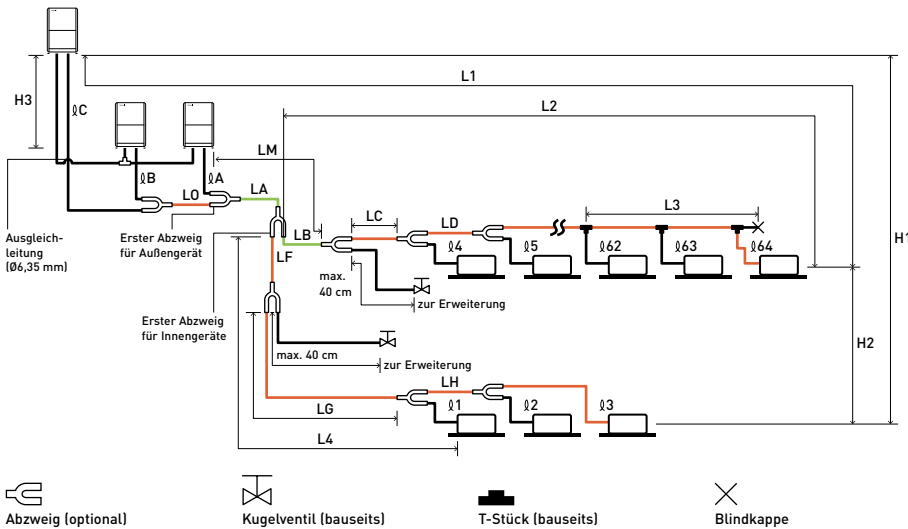 L1
H3
ℓC
L2
LM
ℓB
ℓA
LO
LA
LC
LD
L3
H1
LB
ℓ4
ℓ5
ℓ62
ℓ63
ℓ64
Ausgleich-
leitung
(Ø6,35 mm)
Erster Abzweig
für Außengerät
LF
max.
40 cm
zur Erweiterung
Erster Abzweig
für Innengeräte
H2
max. 40 cm
zur Erweiterung
LH
LG
ℓ1
ℓ2
ℓ3
L4
Abzweig (optional)
Kugelventil (bauseits)
T-Stück (bauseits)
Blindkappe